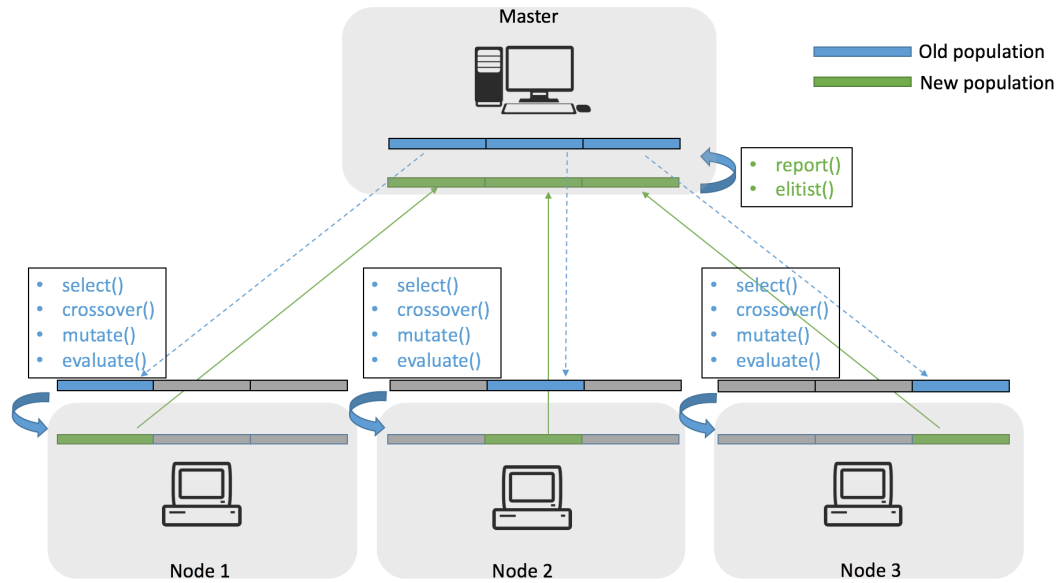 Master
Old population
New population
• report()
• elitist()
• select()
• crossover()
• mutate()
• evaluate()
• select()
• crossover()
• mutate()
• evaluate()
• select()
• crossover()
• mutate()
• evaluate()
Node 1
Node 2
Node 3